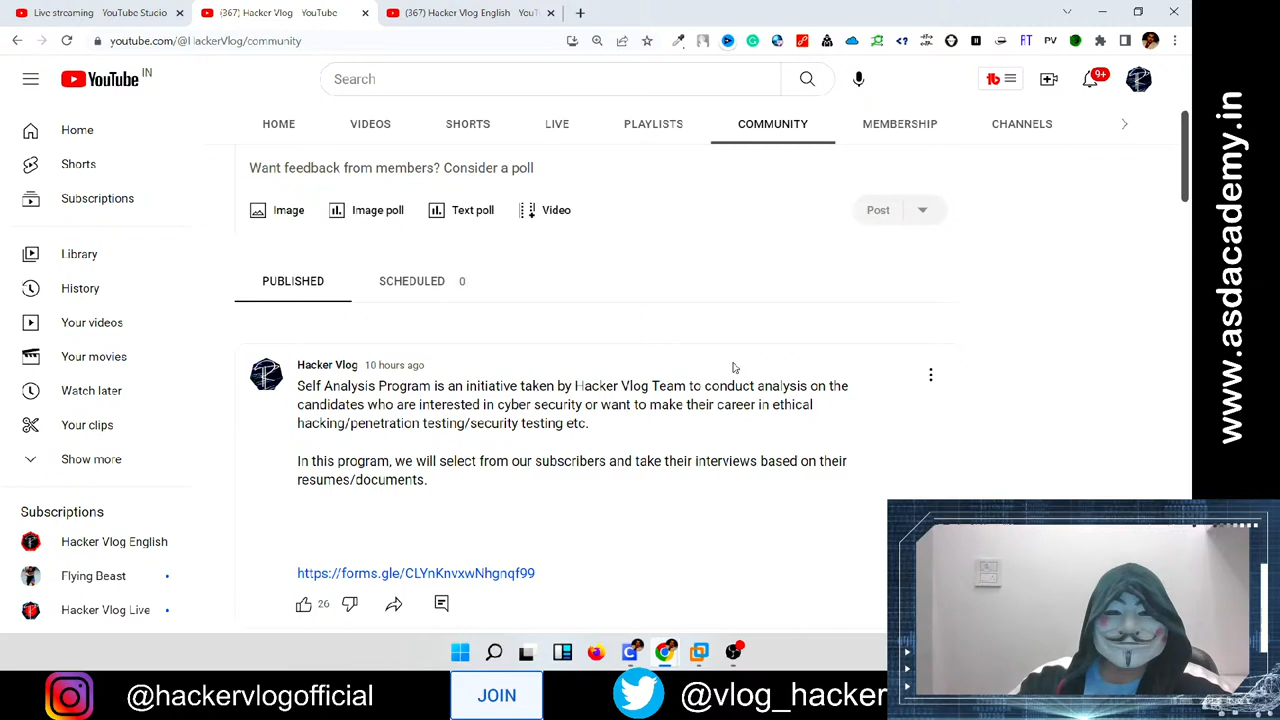 Live streaming - YouTube Studio
(367) Hacker Vlog - YouTube
(367) Hacker Vlog English - YouT
youtube.com/@HackerVlog/community
YouTube IN
Search
9+
HOME
VIDEOS
SHORTS
LIVE
PLAYLISTS
COMMUNITY
MEMBERSHIP
CHANNELS
Home
Shorts
Subscriptions
Library
History
Your videos
Your movies
Watch later
Your clips
Show more
Subscriptions
Hacker Vlog English
Flying Beast
Hacker Vlog Live
Want feedback from members? Consider a poll
Image
Image poll
Text poll
Video
Post
PUBLISHED
SCHEDULED 0
Hacker Vlog 10 hours ago
Self Analysis Program is an initiative taken by Hacker Vlog Team to conduct analysis on the
candidates who are interested in cyber security or want to make their career in ethical
hacking/penetration testing/security testing etc.
In this program, we will select from our subscribers and take their interviews based on their
resumes/documents.
https://forms.gle/CLYnKnvxwNhgnqf99
26
www.asdacademy.in
@hackervlogofficial
JOIN
@vlog_hacker